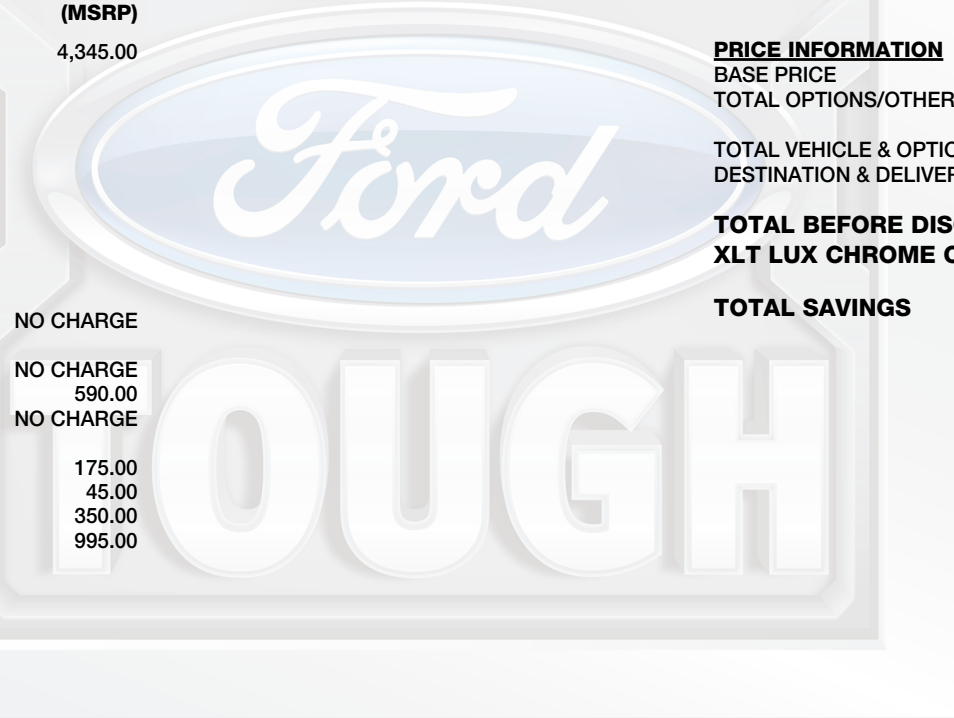 (MSRP)
4,345.00
NO CHARGE
NO CHARGE
590.00
NO CHARGE
175.00
45.00
350.00
995.00
PRICE INFORMATION
BASE PRICE
TOTAL OPTIONS/OTHER
TOTAL VEHICLE & OPTIO
DESTINATION & DELIVER
TOTAL BEFORE DIS
XLT LUX CHROME
TOTAL SAVINGS
Ford
TOUGH